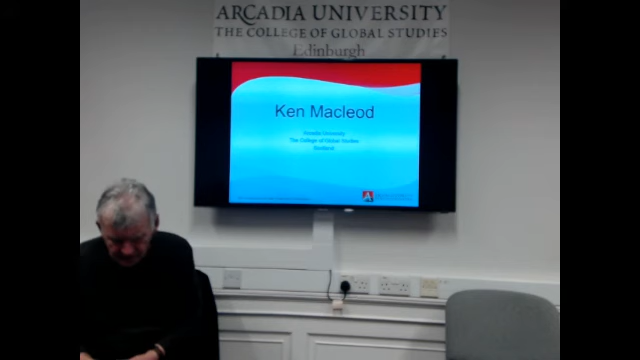 ARCADIA UNIVERSITY
THE COLLEGE OF GLOBAL STUDIES
Edinburgh
Ken Macleod
Arcadia University
The College of Global Studies
Scotland